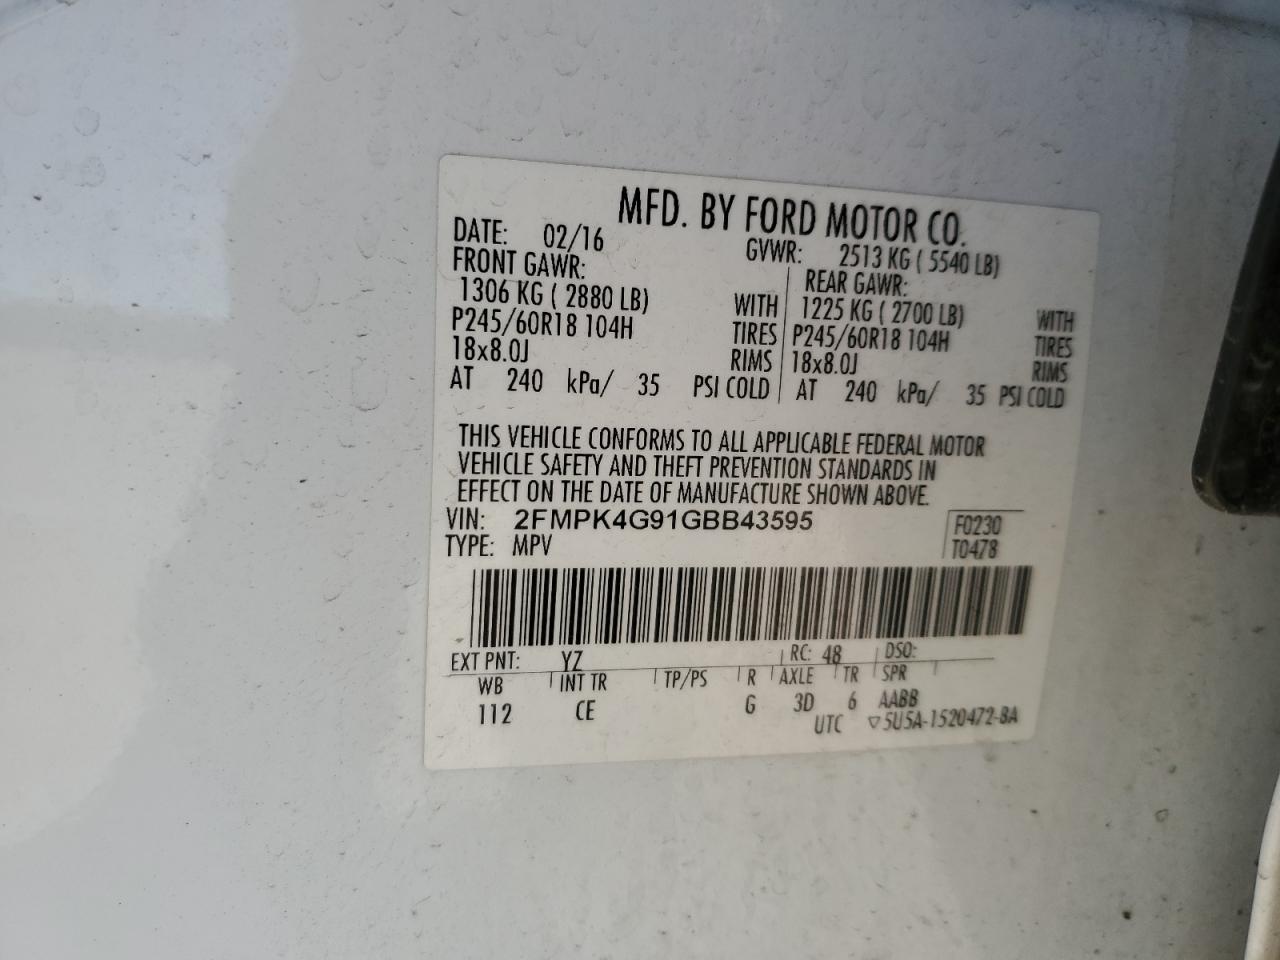 MFD. BY FORD MOTOR CO.
DATE: 02/16 GVWR: 2513 KG ( 5540 LB)
FRONT GAWR: REAR GAWR:
1306 KG ( 2880 LB) WITH 1225 KG ( 2700 LB) WITH
P245/60R18 104H TIRES P245/60R18 104H TIRES
18x8.0J RIMS 18x8.0J RIMS
AT 240 kPa/ 35 PSI COLD AT 240 kPa/ 35 PSI COLD
THIS VEHICLE CONFORMS TO ALL APPLICABLE FEDERAL MOTOR
VEHICLE SAFETY AND THEFT PREVENTION STANDARDS IN
EFFECT ON THE DATE OF MANUFACTURE SHOWN ABOVE.
VIN: 2FMPK4G91GBB43595 F0230
TYPE: MPV T0478
EXT PNT: YZ RC: 48 DSO:
WB INT TR TP/PS R AXLE TR SPR
112 CE G 3D 6 AABB
UTC ▽5U5A-1520472-BA